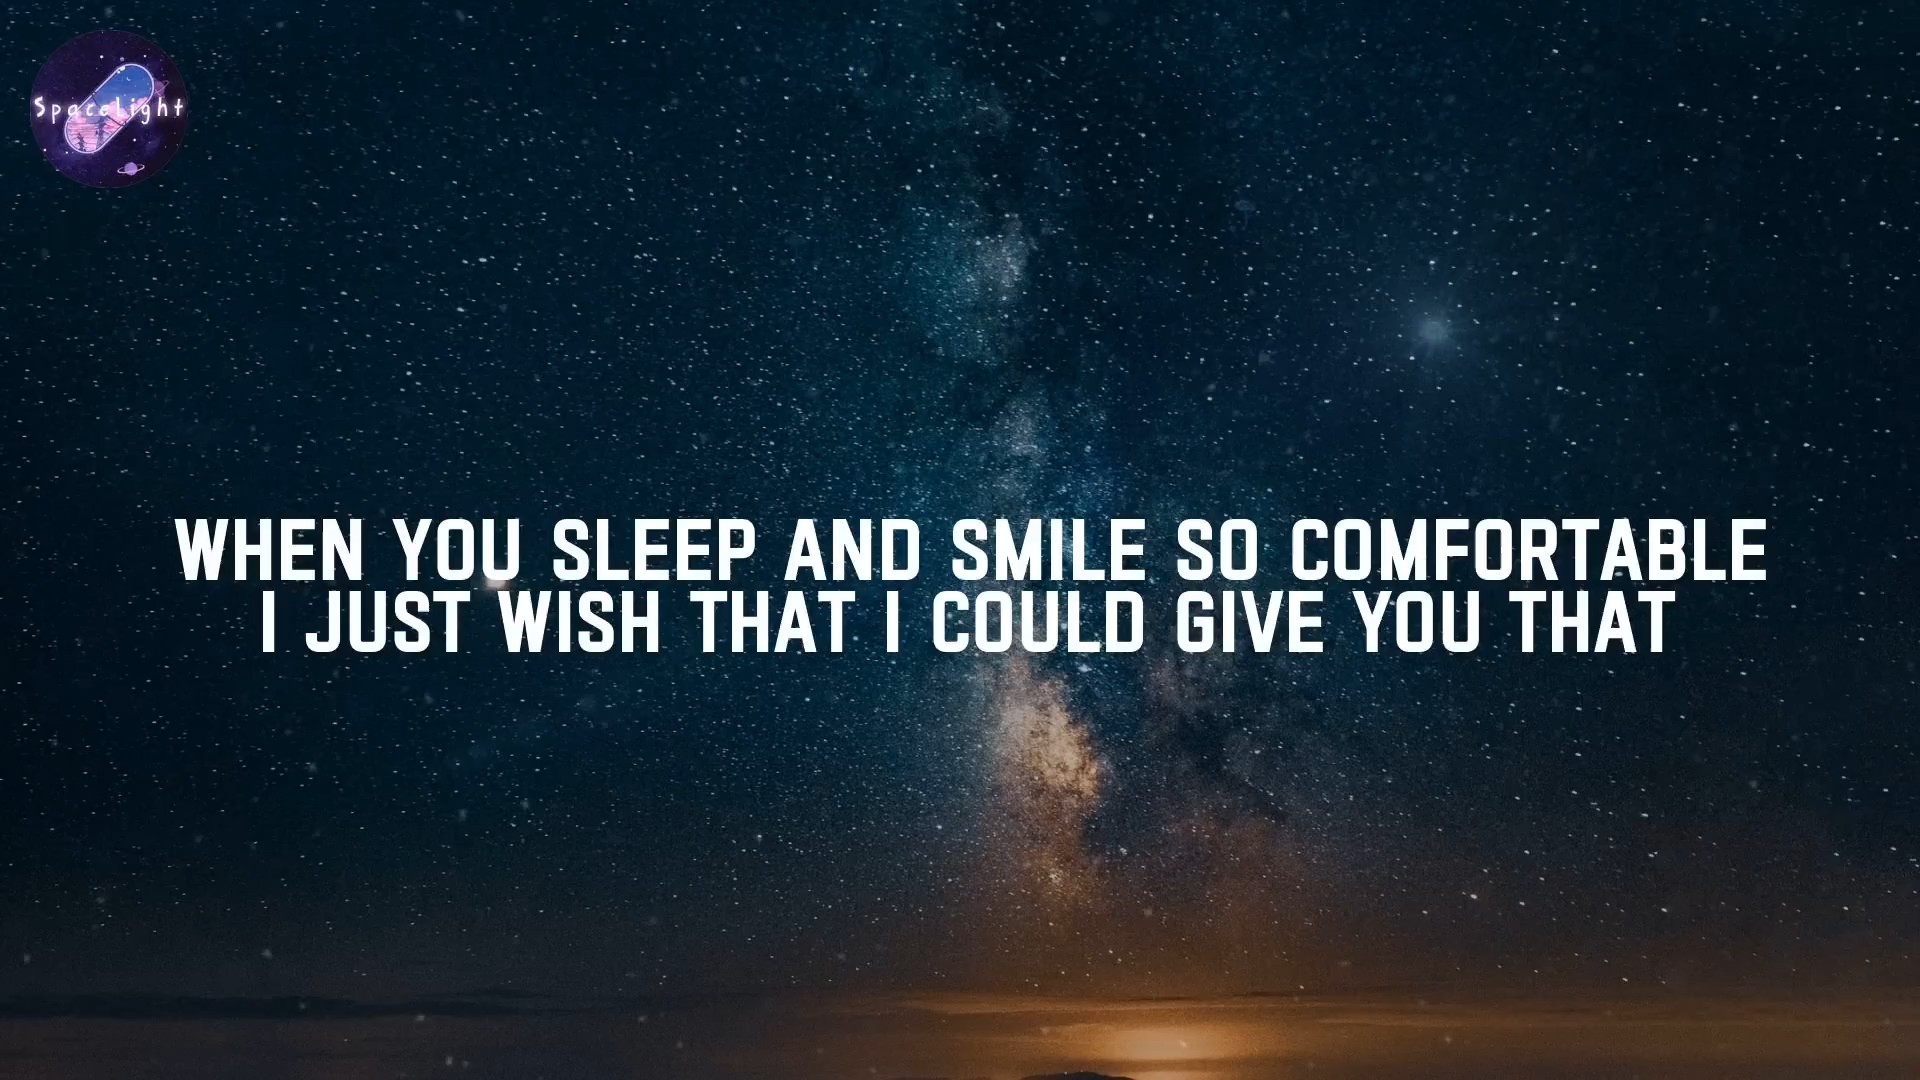 SpaceLight
WHEN YOU SLEEP AND SMILE SO COMFORTABLE
I JUST WISH THAT I COULD GIVE YOU THAT